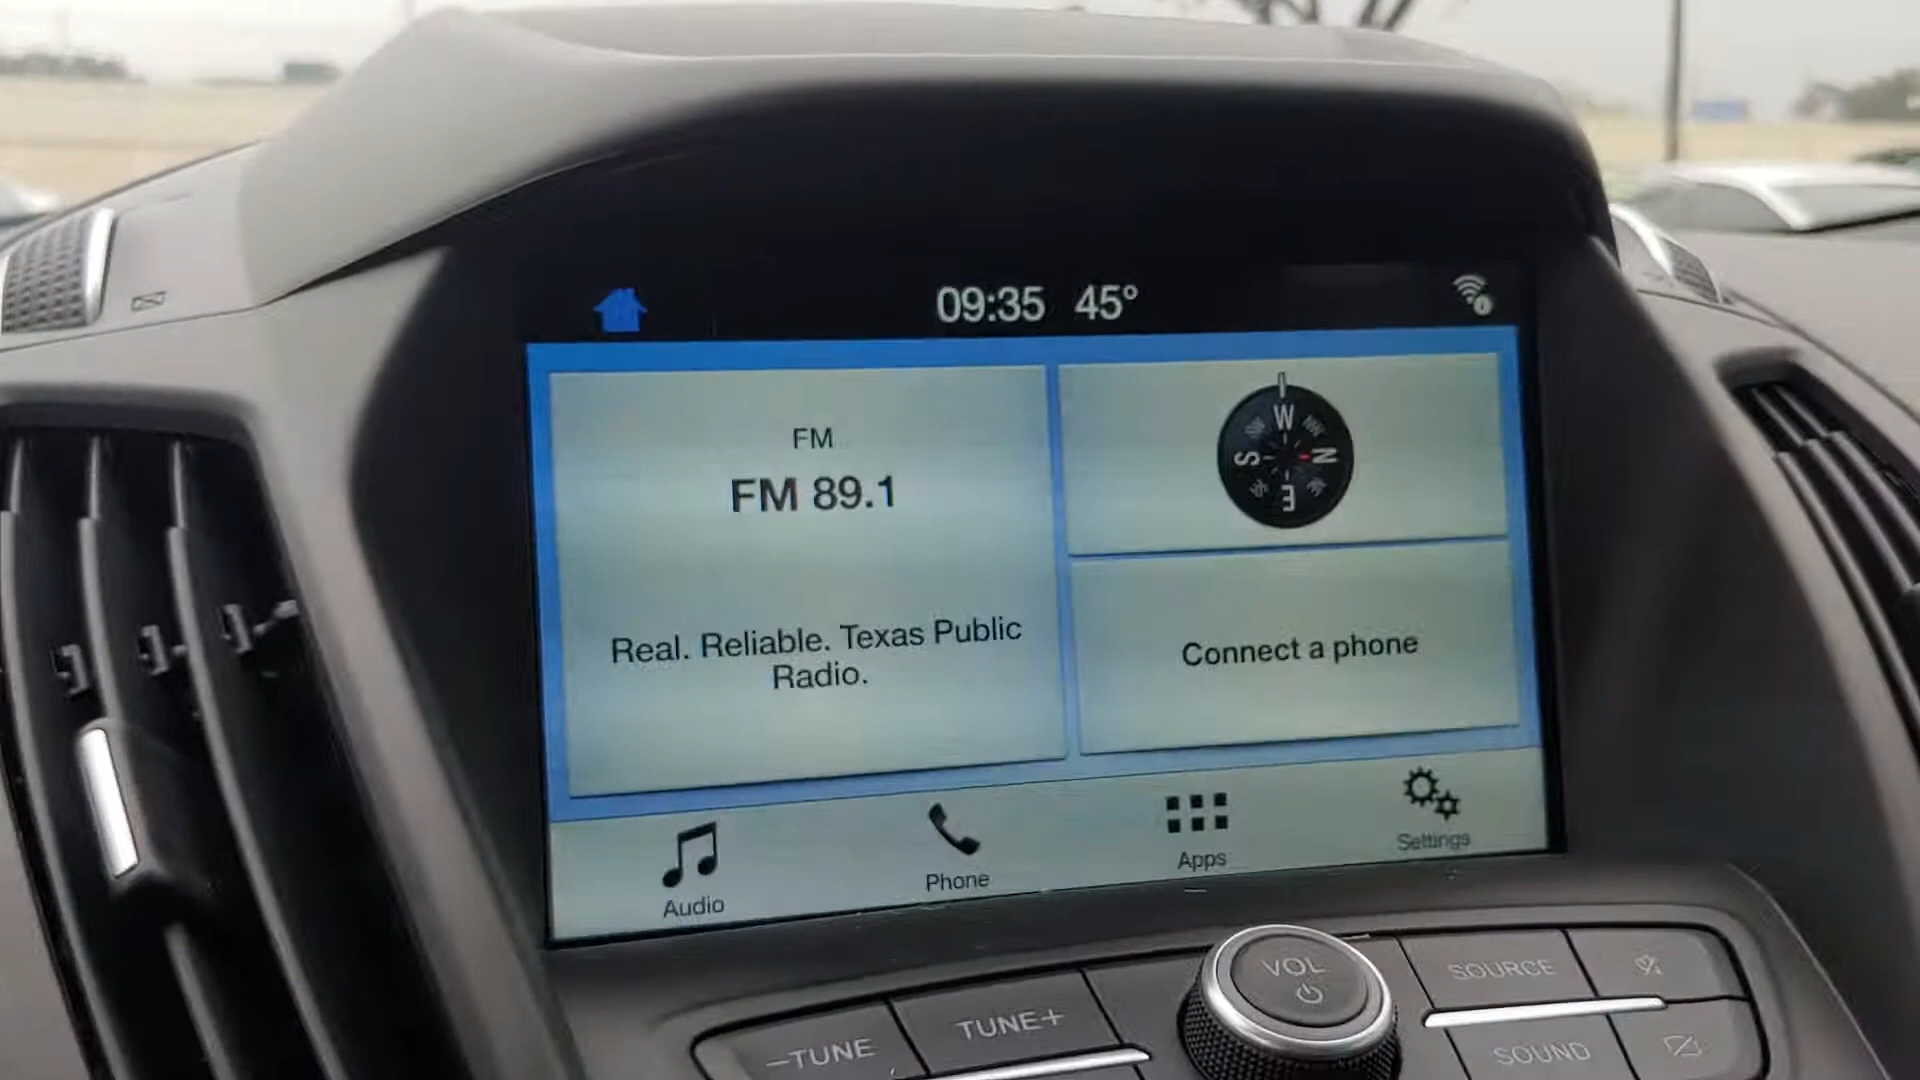 09:35 45°
FM
FM 89.1
Real. Reliable. Texas Public
Radio.
W
N
E
S
Connect a phone
Audio
Phone
Apps
Settings
VOL
SOURCE
–TUNE
TUNE+
SOUND